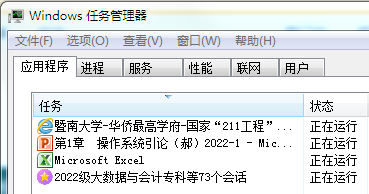 Windows 任务管理器
文件(F) 选项(O) 查看(V) 窗口(W) 帮助(H)
应用程序 进程 服务 性能 联网 用户
任务 状态
暨南大学-华侨最高学府-国家“211工程”... 正在运行
第1章 操作系统引论（郝）2022-1 - Mic... 正在运行
Microsoft Excel 正在运行
2022级大数据与会计专科等73个会话 正在运行